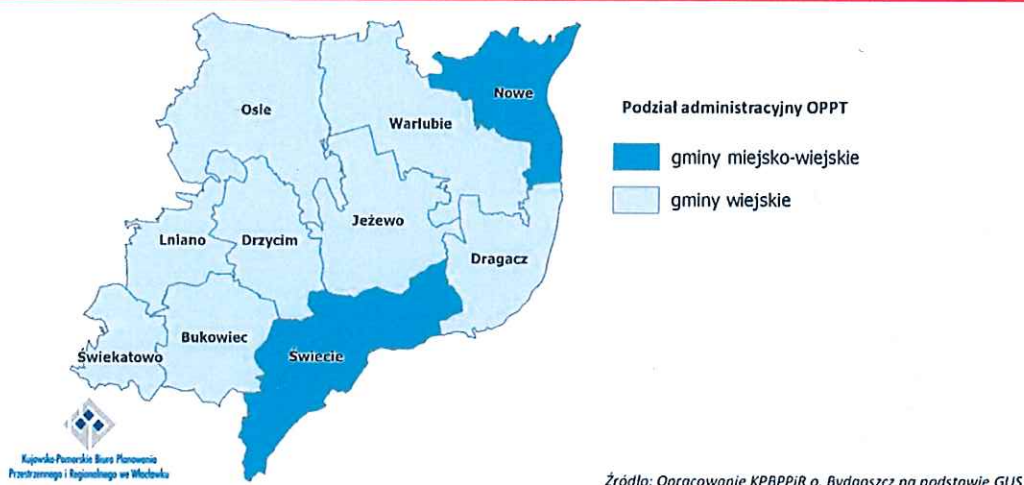 Nowe
Osie
Warlubie
Podział administracyjny OPPT
gminy miejsko-wiejskie
gminy wiejskie
Jeżewo
Lniano
Drzycim
Dragacz
Bukowiec
Świekatowo
Świecie
Kujawsko-Pomorskie Biuro Planowania
Przestrzennego i Regionalnego we Włocławku
Źródło: Opracowanie KPBPPiR o. Bydgoszcz na podstawie GUS